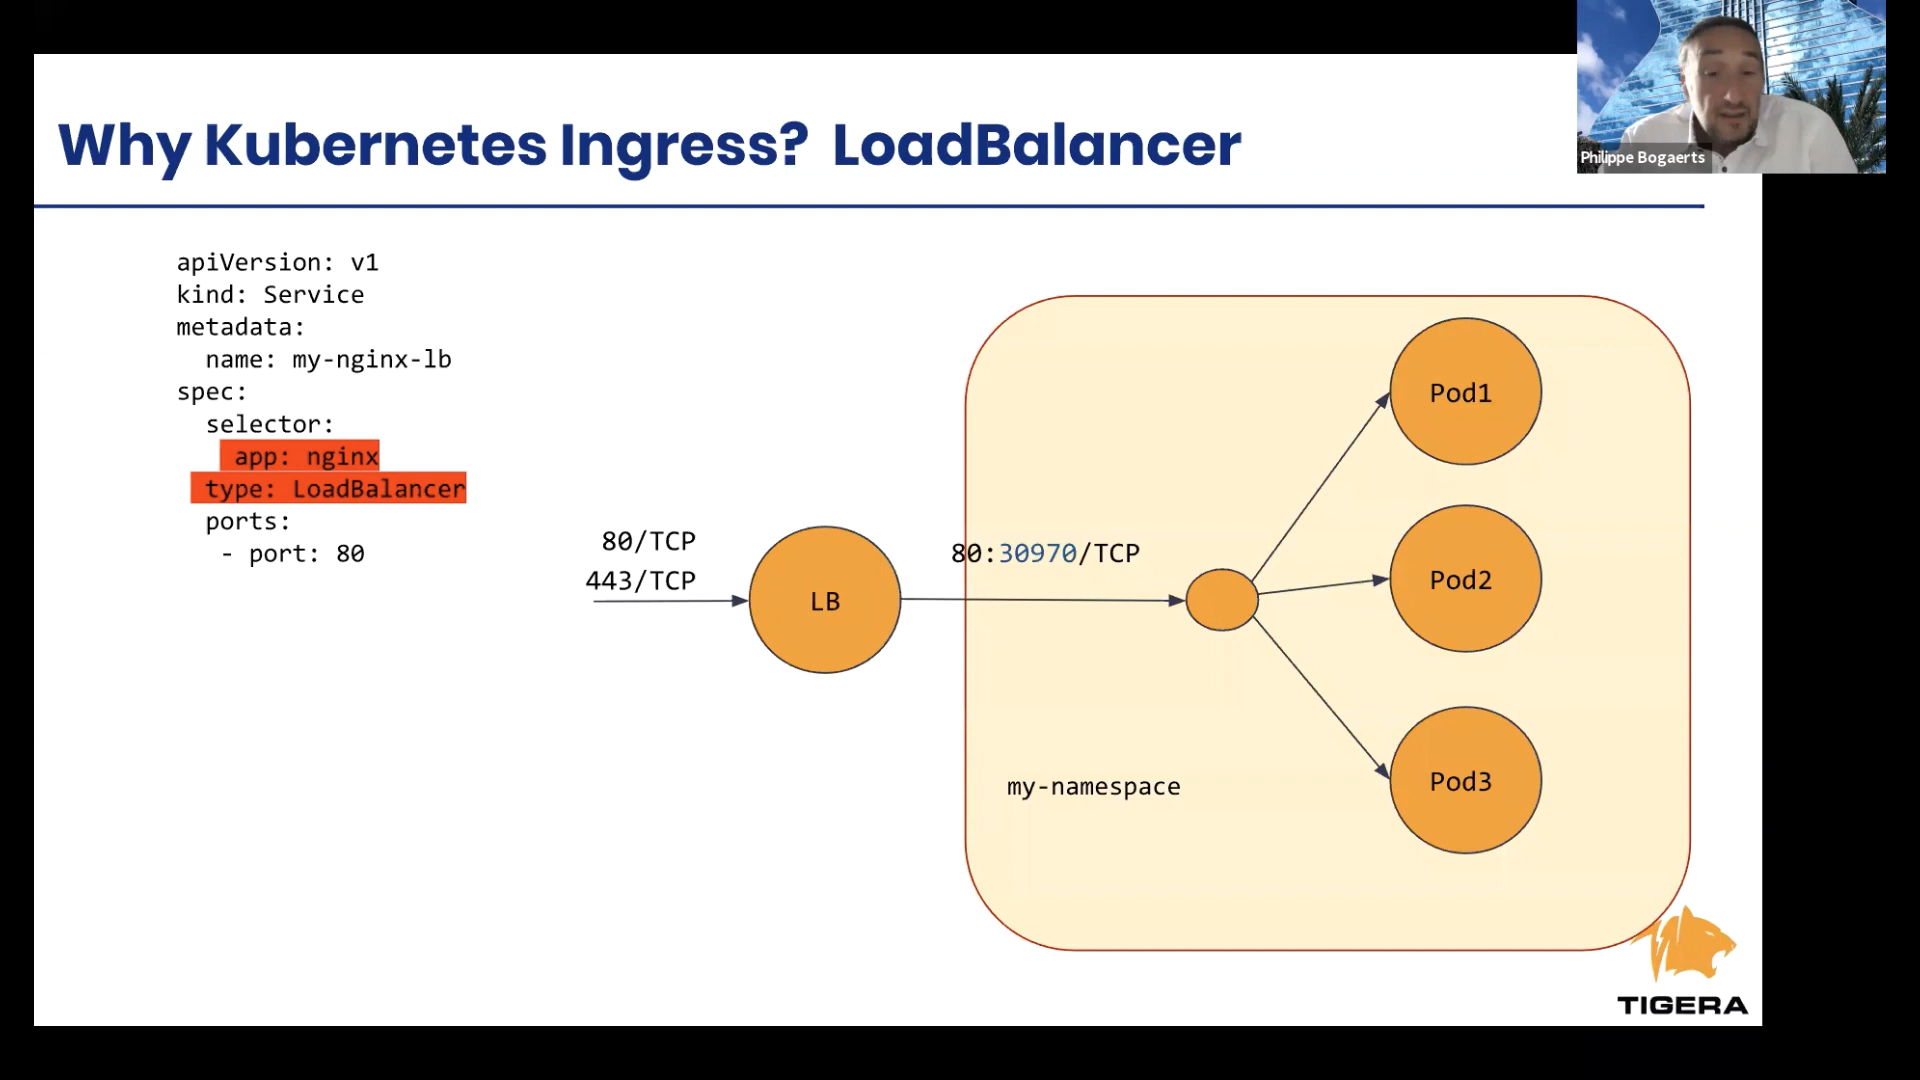 Why Kubernetes Ingress? LoadBalancer
Philippe Bogaerts
apiVersion: v1
kind: Service
metadata:
  name: my-nginx-lb
spec:
  selector:
    app: nginx
  type: LoadBalancer
  ports:
   - port: 80
80/TCP
443/TCP
LB
80:30970/TCP
Pod1
Pod2
Pod3
my-namespace
TIGERA